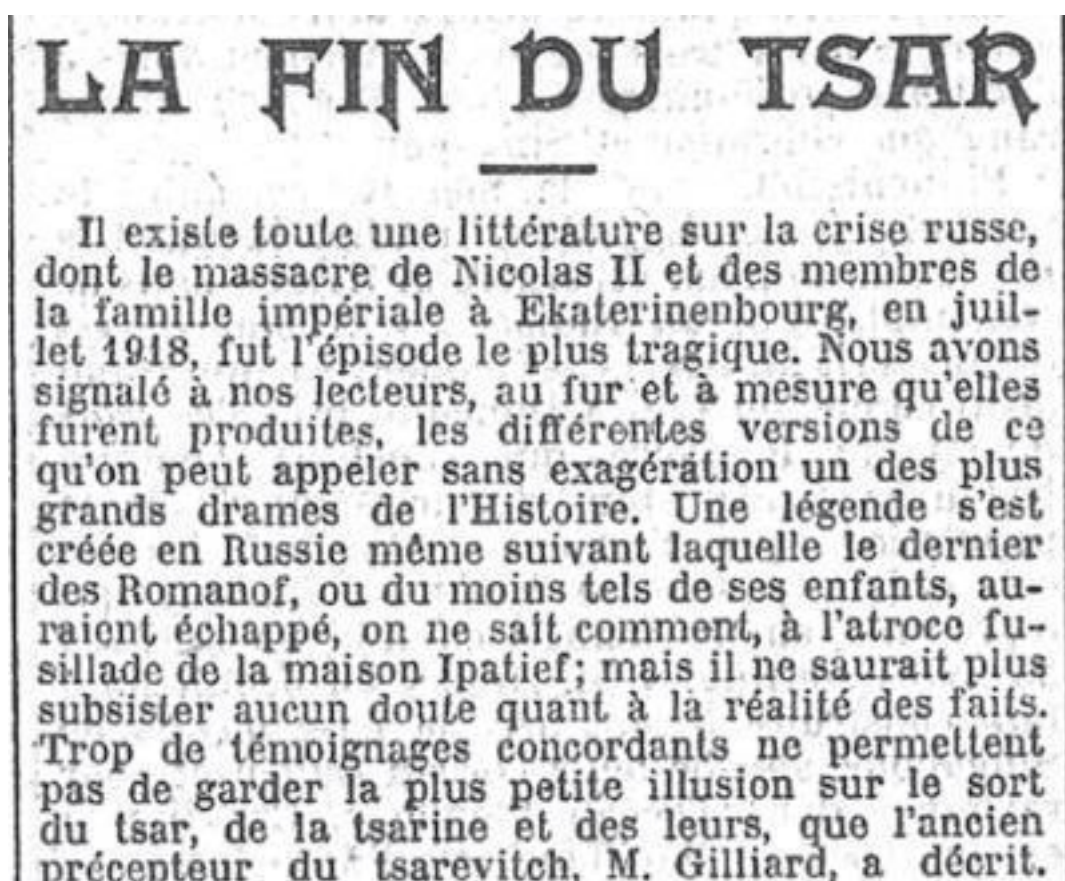 LA FIN DU TSAR
Il existe toute une littérature sur la crise russe,
dont le massacre de Nicolas II et des membres de
la famille impériale à Ekaterinenbourg, en juil-
let 1918, fut l'épisode le plus tragique. Nous avons
signalé à nos lecteurs, au fur et à mesure qu'elles
furent produites, les différentes versions de ce
qu'on peut appeler sans exagération un des plus
grands drames de l'Histoire. Une légende s'est
créée en Russie même suivant laquelle le dernier
des Romanof, ou du moins tels de ses enfants, au-
raient échappé, on ne sait comment, à l'atroce fu-
sillade de la maison Ipatief; mais il ne saurait plus
subsister aucun doute quant à la réalité des faits.
Trop de témoignages concordants ne permettent
pas de garder la plus petite illusion sur le sort
du tsar, de la tsarine et des leurs, que l'ancien
précepteur du tsarevitch, M. Gilliard, a décrit.